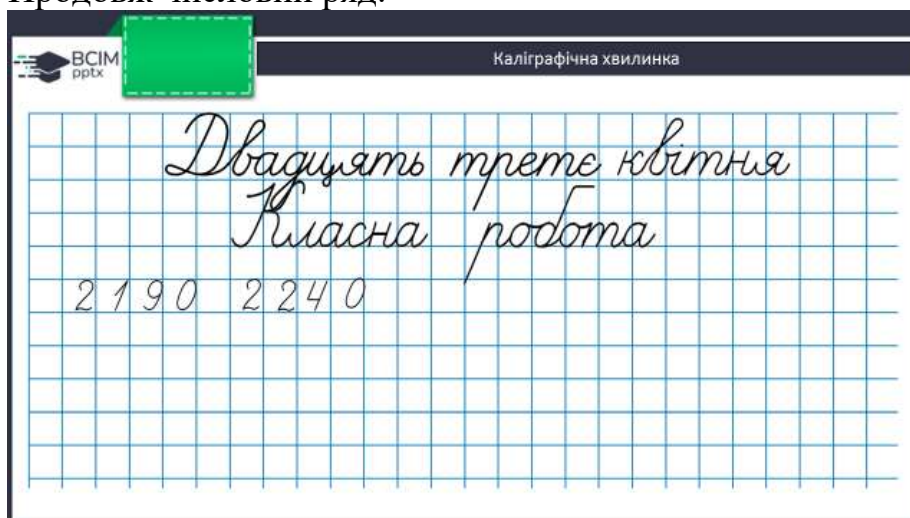 Продовж числовий ряд.
ВСІМ
pptx
Каліграфічна хвилинка
Двадцять третє квітня
Класна робота
2190 2240